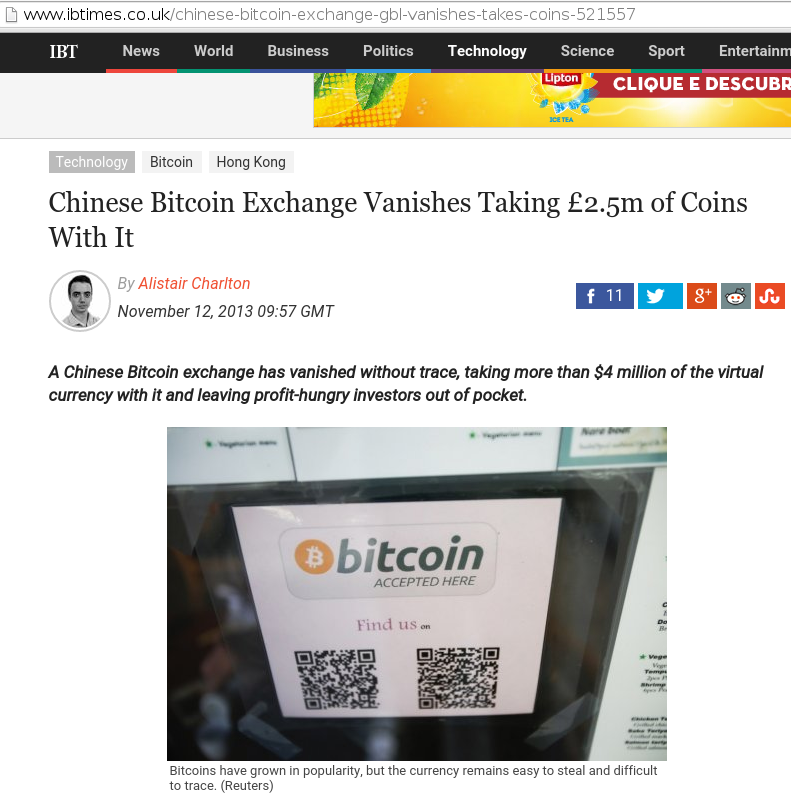 www.ibtimes.co.uk/chinese-bitcoin-exchange-gbl-vanishes-takes-coins-521557
IBT News World Business Politics Technology Science Sport Entertainm
Lipton
ICE TEA
CLIQUE E DESCUBR
Technology Bitcoin Hong Kong
Chinese Bitcoin Exchange Vanishes Taking £2.5m of Coins
With It
By Alistair Charlton
November 12, 2013 09:57 GMT
f 11 g+
A Chinese Bitcoin exchange has vanished without trace, taking more than $4 million of the virtual
currency with it and leaving profit-hungry investors out of pocket.
Vegetarian menu
Vegetarian menu
bitcoin
ACCEPTED HERE
Find us on
Bitcoins have grown in popularity, but the currency remains easy to steal and difficult
to trace. (Reuters)